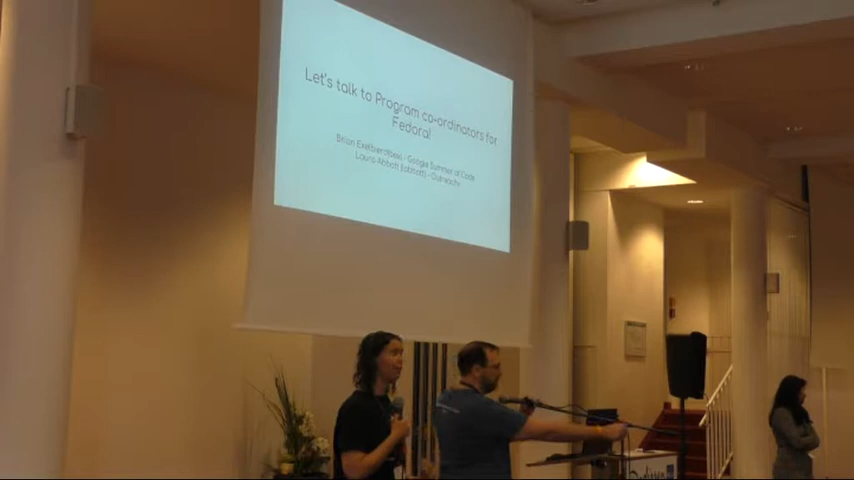 Let's talk to Program co-ordinators for
Fedora!
Brian Exelbierd(bex) - Google Summer of Code
Laura Abbott (labbott) - Outreachy